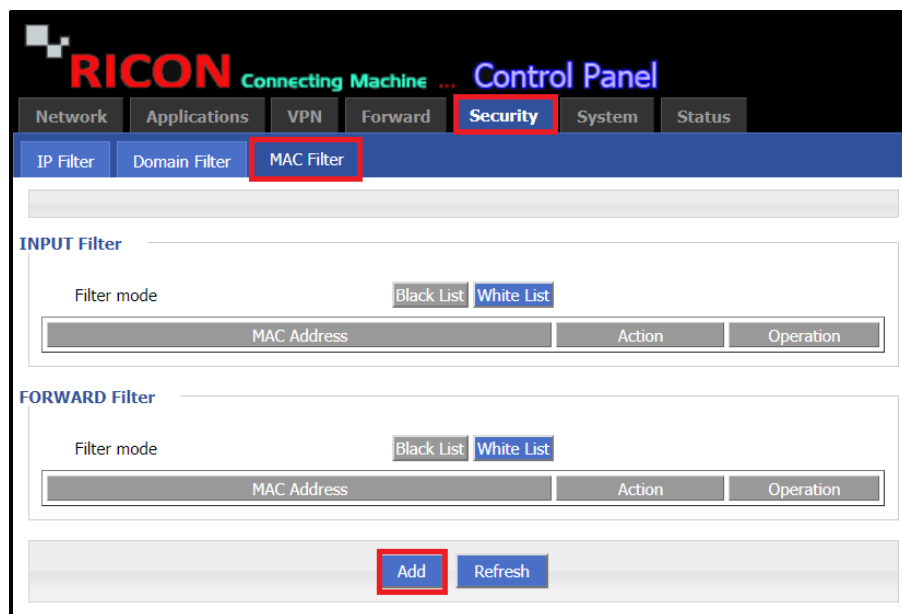 RICON Connecting Machine ... Control Panel
Network Applications VPN Forward Security System Status
IP Filter Domain Filter MAC Filter
INPUT Filter
Filter mode Black List White List
MAC Address Action Operation
FORWARD Filter
Filter mode Black List White List
MAC Address Action Operation
Add Refresh